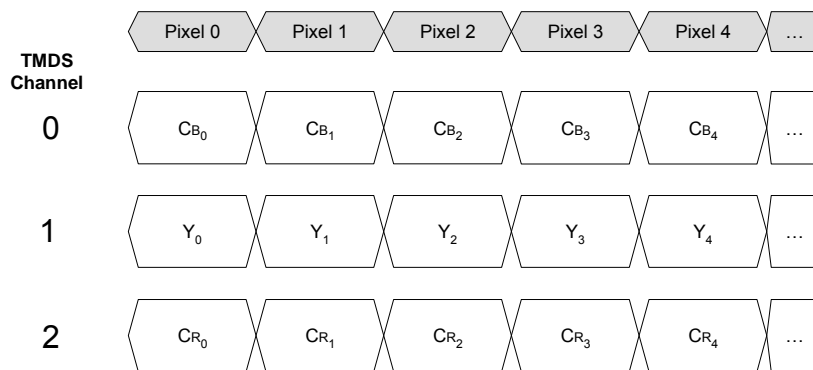 Pixel 0 Pixel 1 Pixel 2 Pixel 3 Pixel 4 ...
TMDS
Channel
0 CB0 CB1 CB2 CB3 CB4 ...
1 Y0 Y1 Y2 Y3 Y4 ...
2 CR0 CR1 CR2 CR3 CR4 ...